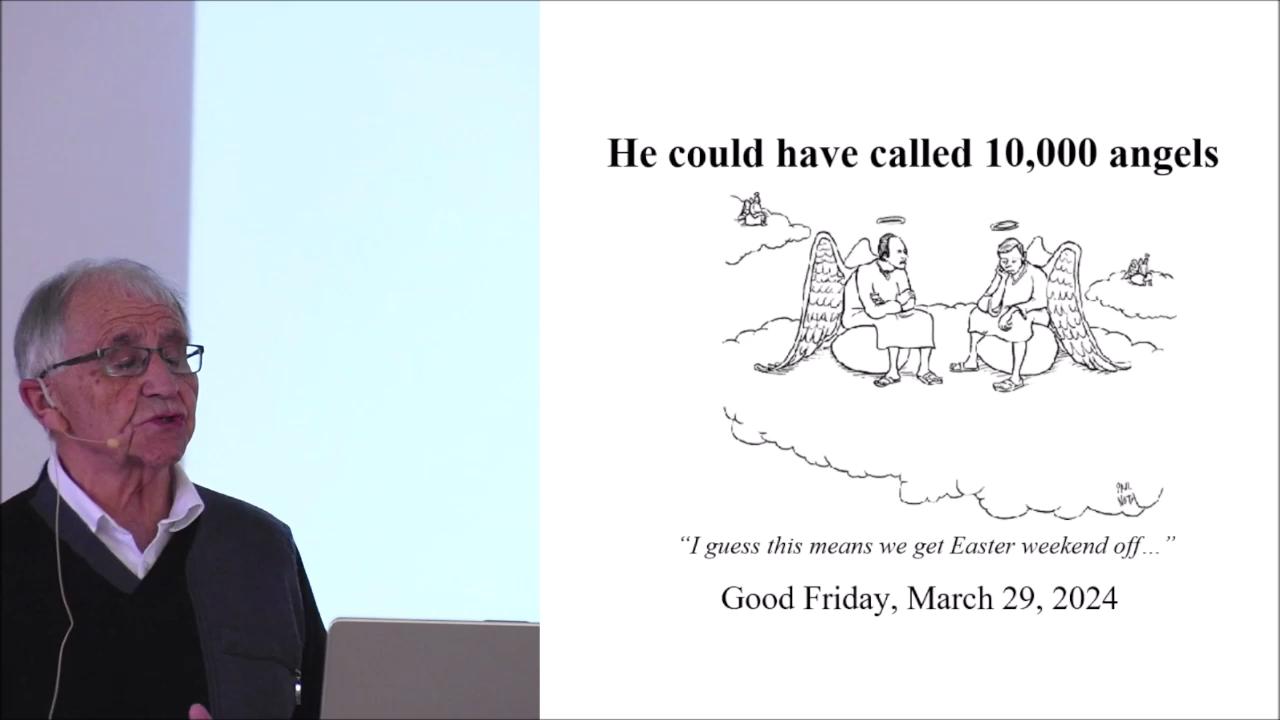 He could have called 10,000 angels
“I guess this means we get Easter weekend off…”
Good Friday, March 29, 2024